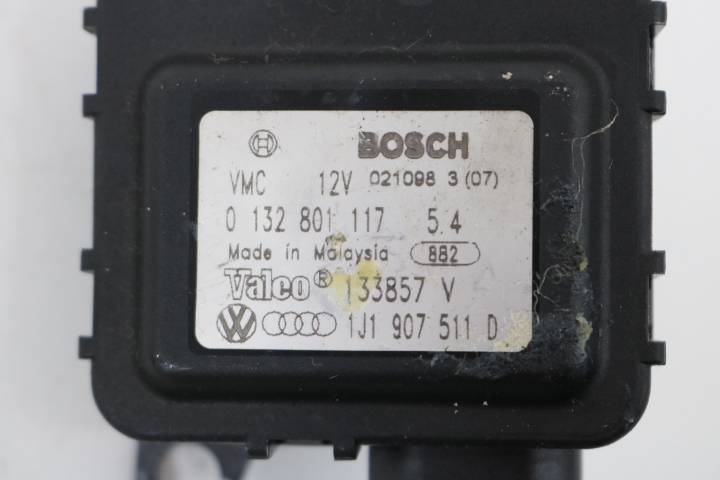 BOSCH
VMC 12V 021098 3 (07)
0 132 801 117 5.4
Made in Malaysia 882
Valeo® 133857 V
VW 1J1 907 511 D